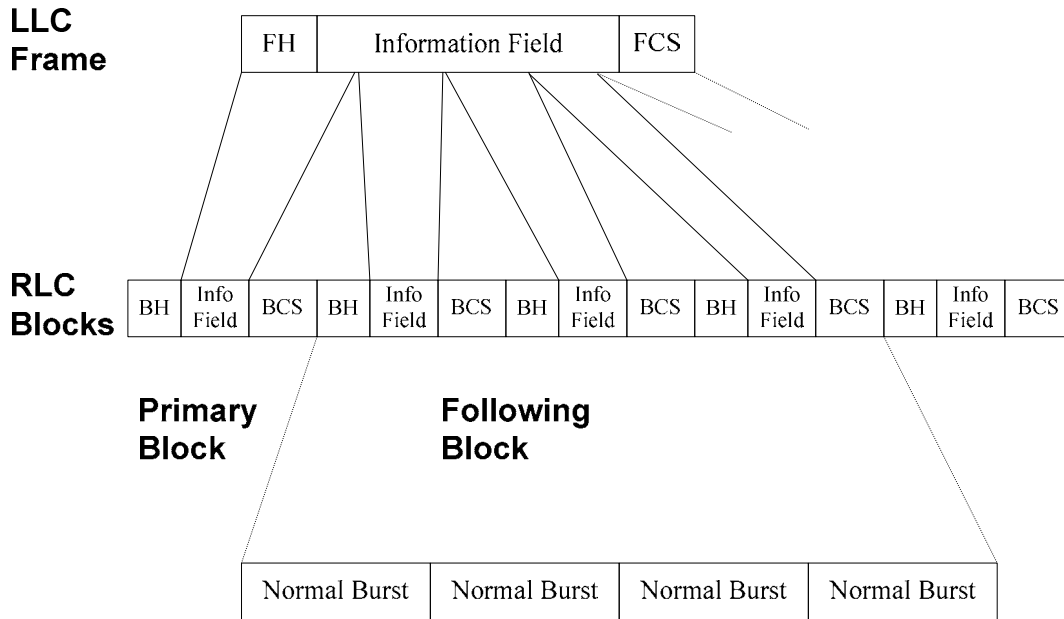 LLC
Frame
FH Information Field FCS
RLC
Blocks
BH Info Field BCS BH Info Field BCS BH Info Field BCS BH Info Field BCS BH Info Field BCS
Primary
Block
Following
Block
Normal Burst Normal Burst Normal Burst Normal Burst